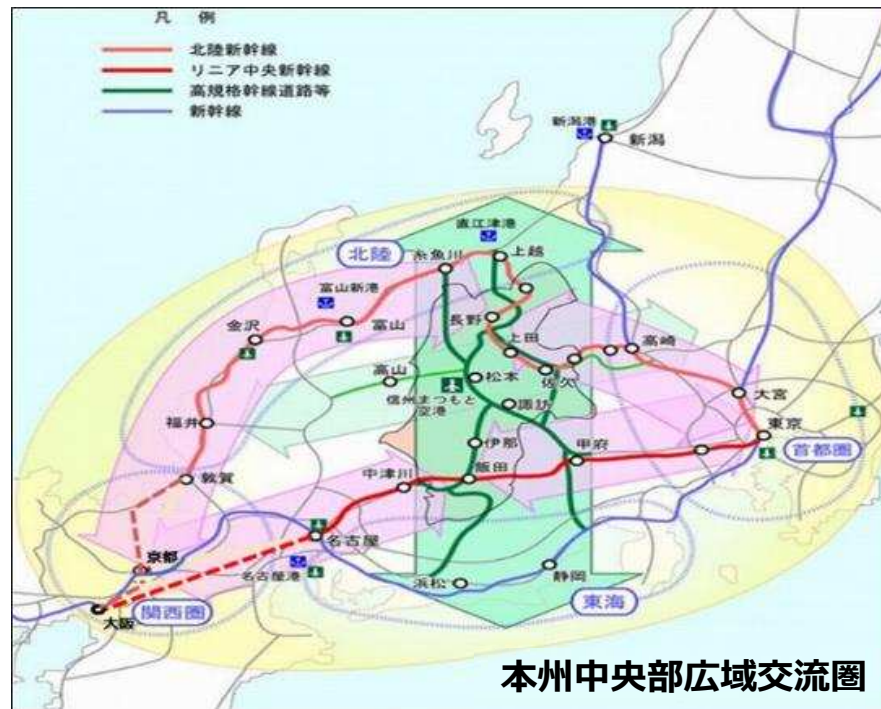 凡 例
北陸新幹線
リニア中央新幹線
高規格幹線道路等
新幹線
新潟港
新潟
直江津港
北陸
糸魚川
上越
富山新港
金沢
富山
長野
高崎
上田
高山
松本
佐久
信州まつもと
空港
諏訪
大宮
福井
東京
伊那
甲府
首都圏
敦賀
中津川
飯田
名古屋
京都
名古屋港
浜松
静岡
関西圏
東海
大阪
本州中央部広域交流圏